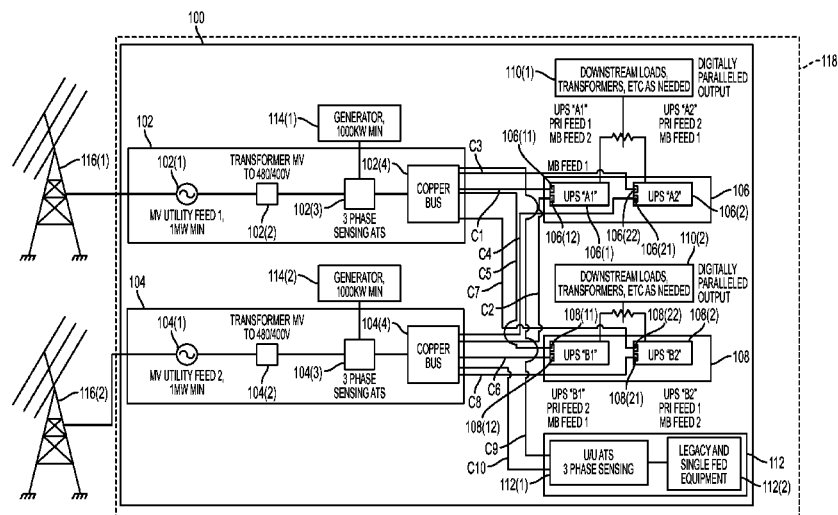 100
118
110(1)
DOWNSTREAM LOADS,
TRANSFORMERS, ETC AS NEEDED
DIGITALLY
PARALLELED
OUTPUT
UPS "A1"
PRI FEED 1
MB FEED 2
UPS "A2"
PRI FEED 2
MB FEED 1
MB FEED 1
114(1)
GENERATOR,
1000KW MIN
116(1)
102
102(1)
MV UTILITY FEED 1,
1MW MIN
TRANSFORMER MV
TO 480/400V
102(2)
102(3)
3 PHASE
SENSING ATS
102(4)
COPPER
BUS
C3
C1
C4
C5
C7
C2
106(11)
UPS "A1"
UPS "A2"
106
106(12)
106(1)
106(22)
106(21)
106(2)
110(2)
DOWNSTREAM LOADS,
TRANSFORMERS, ETC AS NEEDED
DIGITALLY
PARALLELED
OUTPUT
114(2)
GENERATOR,
1000KW MIN
116(2)
104
104(1)
MV UTILITY FEED 2,
1MW MIN
TRANSFORMER MV
TO 480/400V
104(2)
104(3)
3 PHASE
SENSING ATS
104(4)
COPPER
BUS
C6
C8
108(11)
108(22)
108(2)
UPS "B1"
UPS "B2"
108
108(12)
108(21)
UPS "B1"
PRI FEED 2
MB FEED 1
UPS "B2"
PRI FEED 1
MB FEED 2
C9
C10
U/U ATS
3 PHASE SENSING
LEGACY AND
SINGLE FED
EQUIPMENT
112
112(1)
112(2)